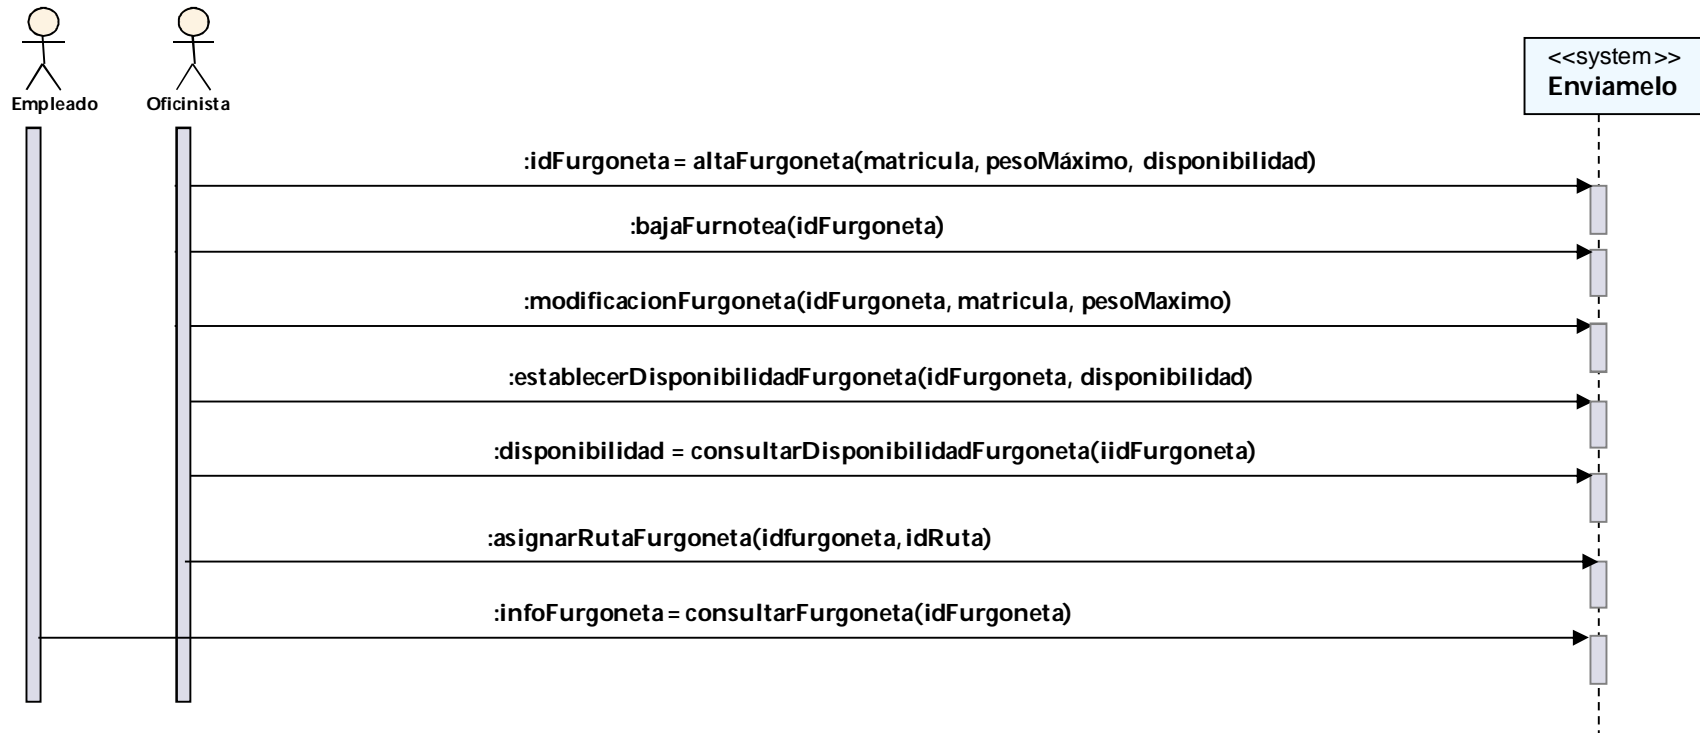 Empleado
Oficinista
<<system>>
Enviamelo
:idFurgoneta = altaFurgoneta(matricula, pesoMáximo, disponibilidad)
:bajaFurnotea(idFurgoneta)
:modificacionFurgoneta(idFurgoneta, matricula, pesoMaximo)
:establecerDisponibilidadFurgoneta(idFurgoneta, disponibilidad)
:disponibilidad = consultarDisponibilidadFurgoneta(iidFurgoneta)
:asignarRutaFurgoneta(idfurgoneta, idRuta)
:infoFurgoneta = consultarFurgoneta(idFurgoneta)